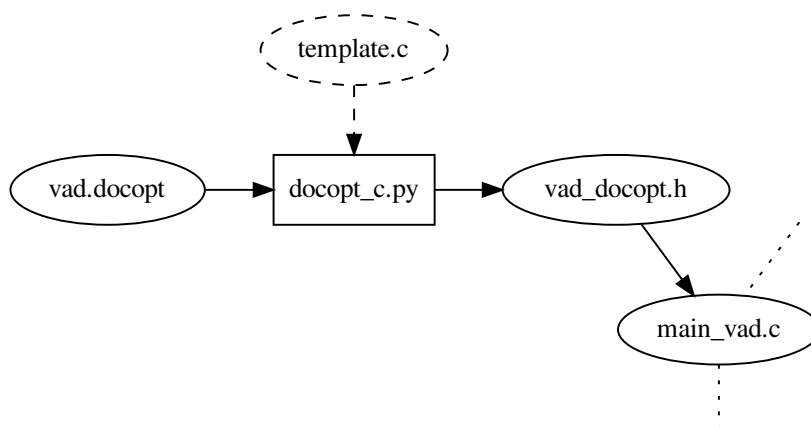 template.c
vad.docopt
docopt_c.py
vad_docopt.h
main_vad.c